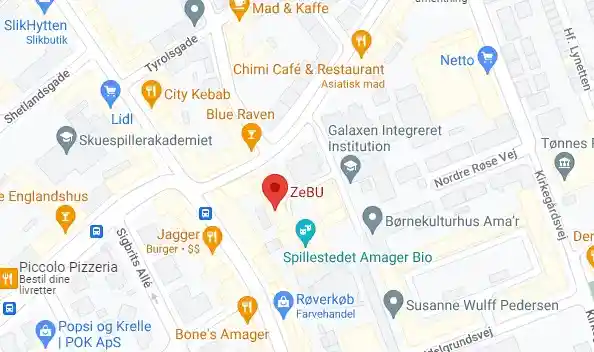 SlikHytten
Slikbutik
Mad & Kaffe
Tyrolsgade
Shetlandsgade
Chimi Café & Restaurant
Asiatisk mad
Netto
Hf. Lynetten
City Kebab
Lidl
Blue Raven
Skuespillerakademiet
Galaxen Integreret
Institution
Nordre Røse Vej
Tønnes
Kirkegårdsvej
e Englandshus
ZeBU
Børnekulturhus Ama'r
Sigbrits Allé
Jagger
Burger • $$
Spillestedet Amager Bio
Der
Piccolo Pizzeria
Bestil dine
livretter
Røverkøb
Farvehandel
Susanne Wulff Pedersen
Popsi og Krelle
| POK ApS
Bone's Amager
delgrundsvej